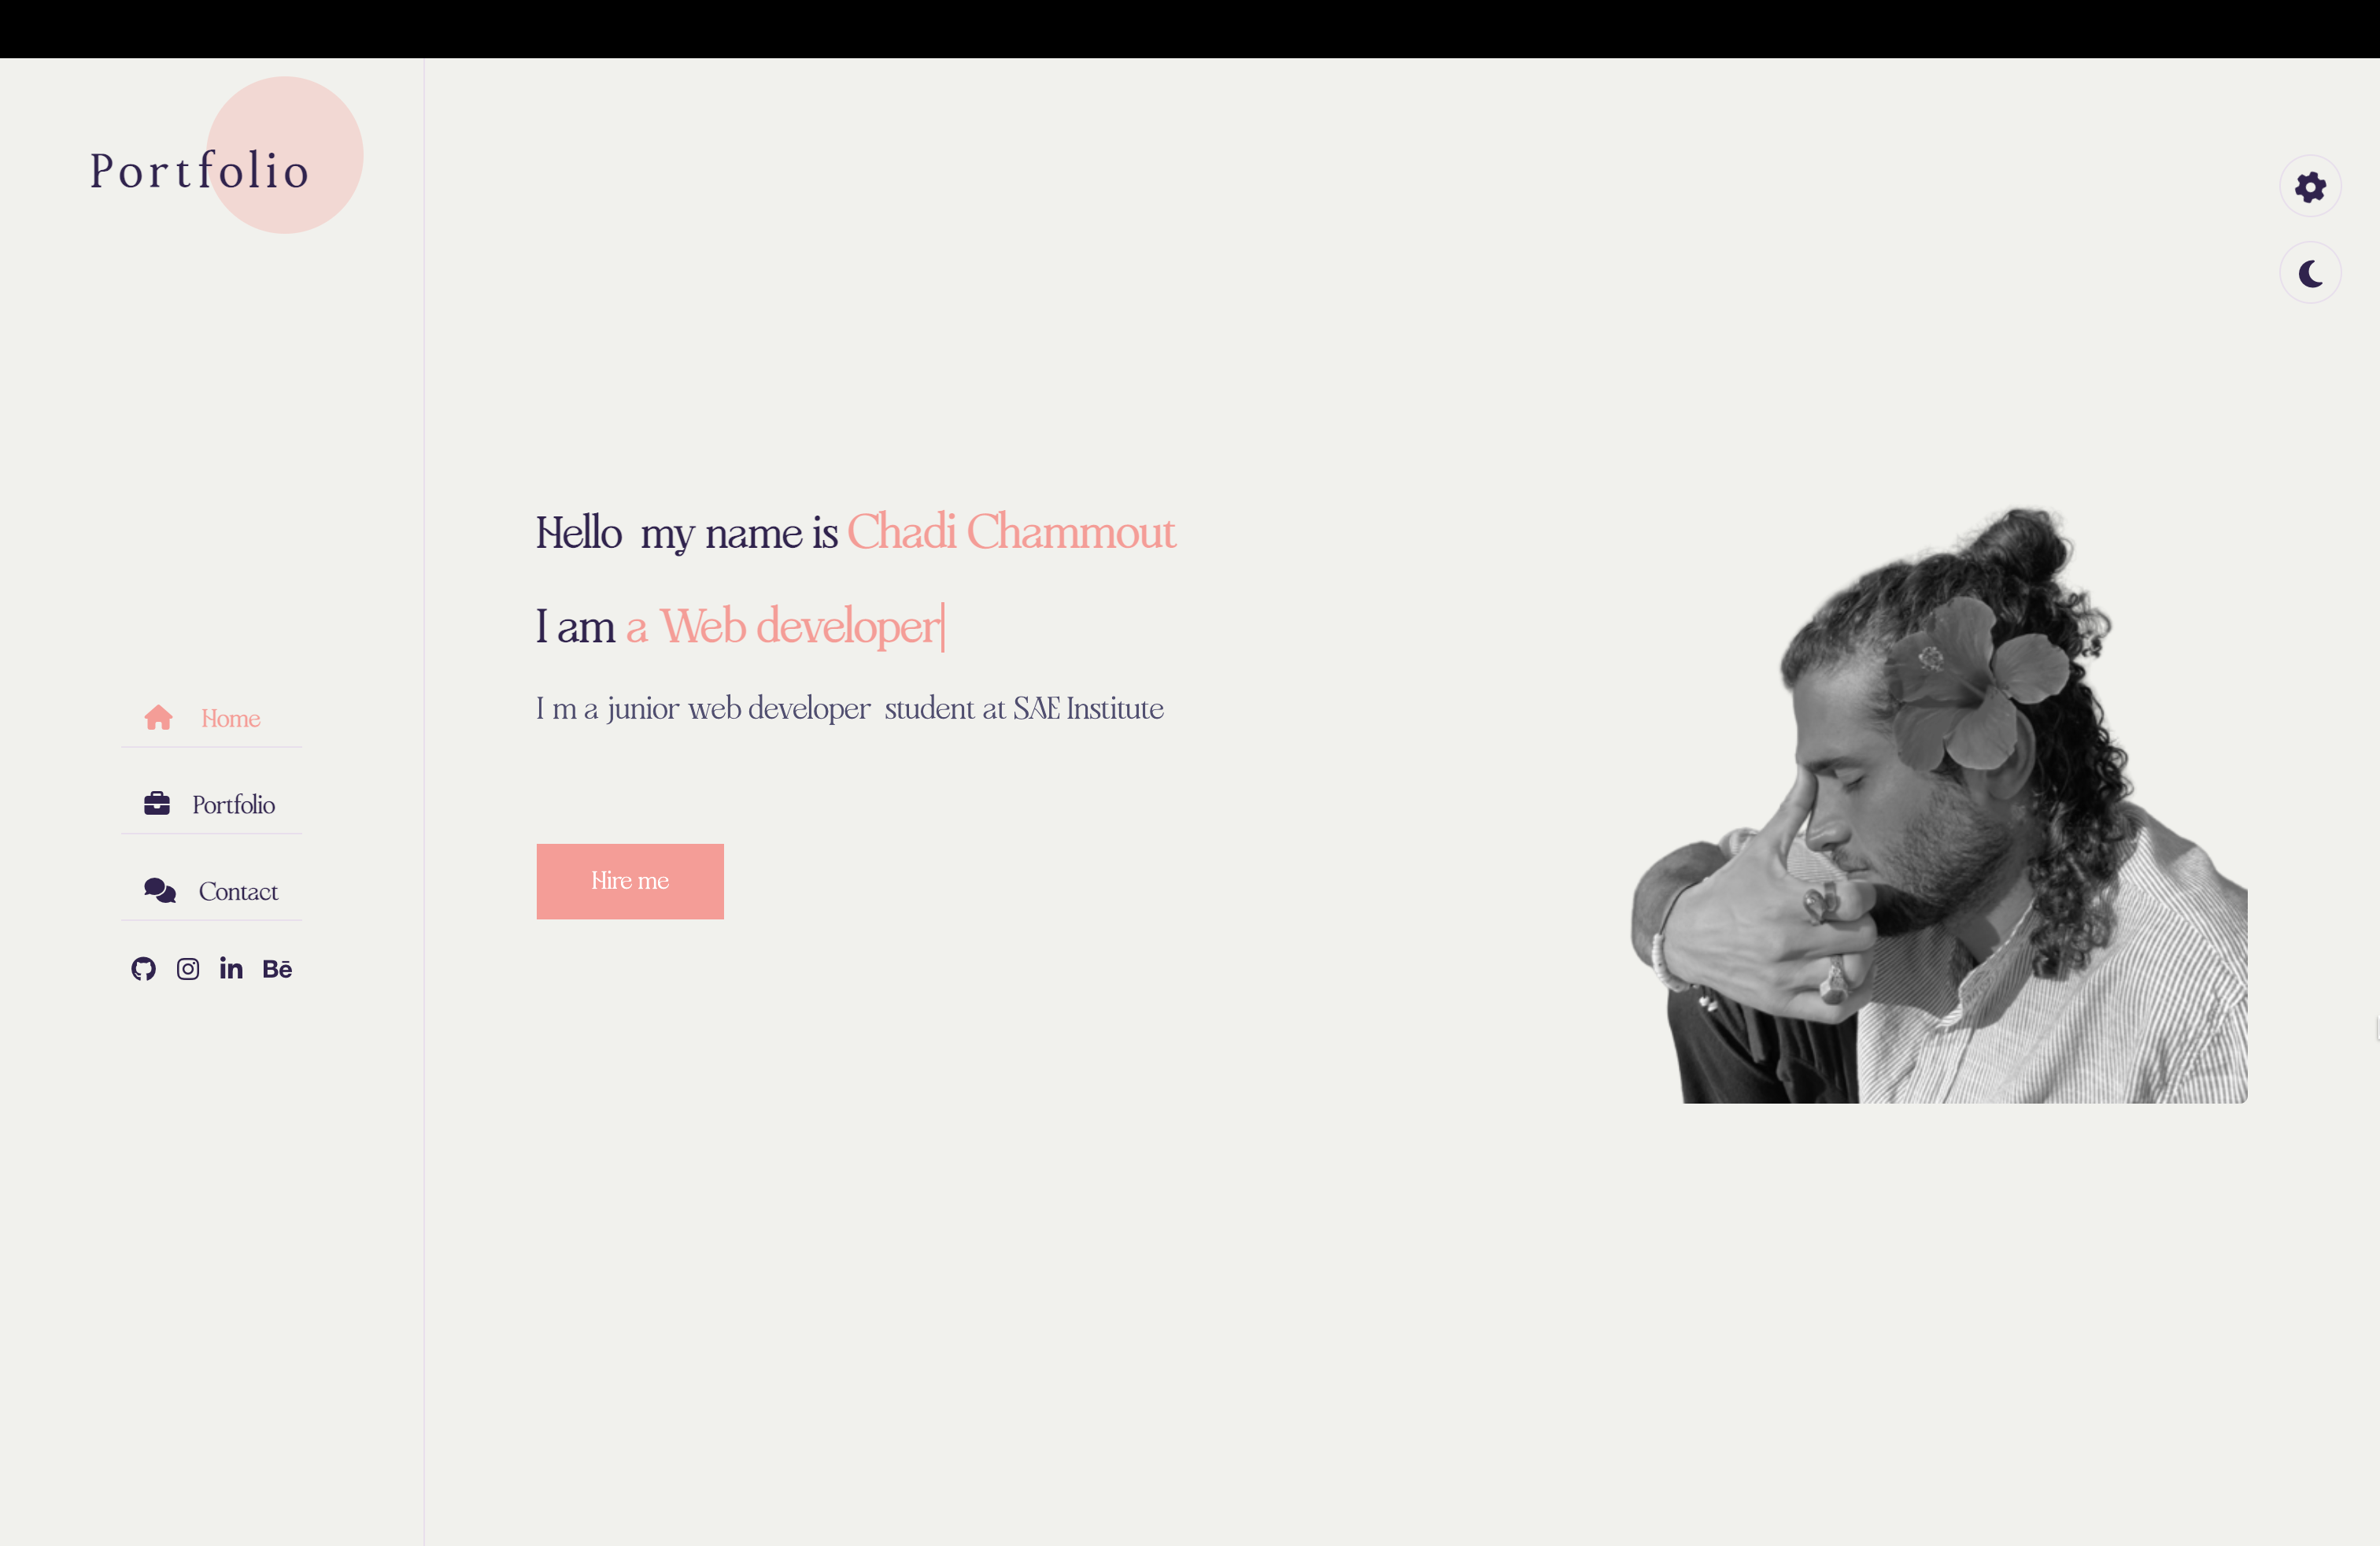 Portfolio
Hello  my name is Chadi Chammout
I am a Web developer
I m a junior web developer  student at SAE Institute
Hire me
Home
Portfolio
Contact
in Bē